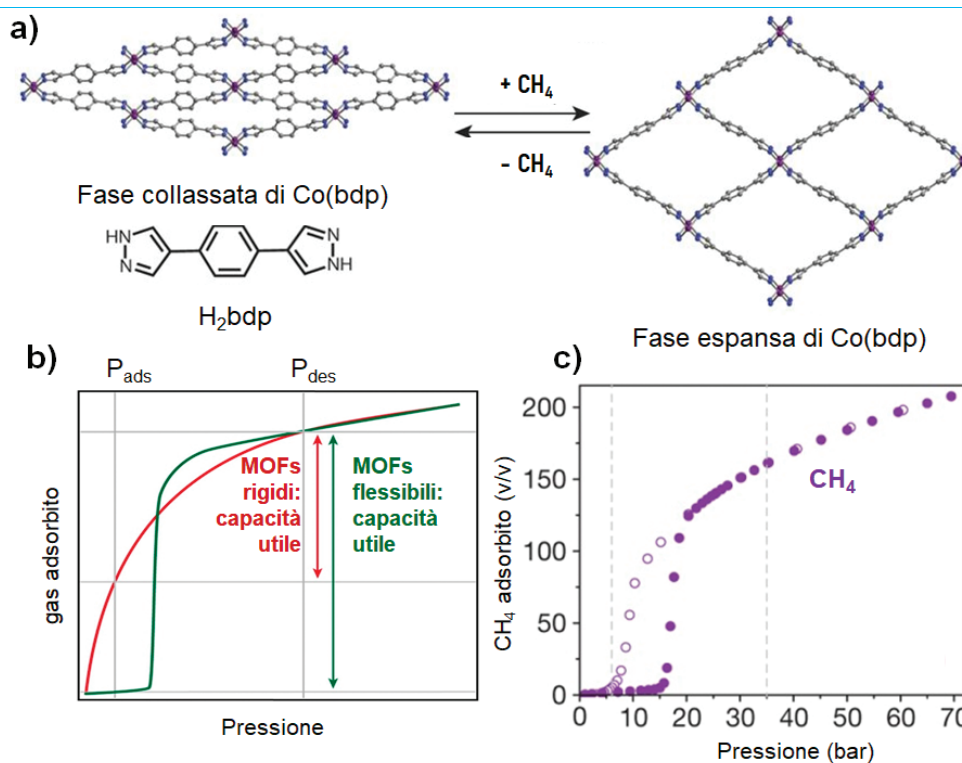 a)
+ CH₄
- CH₄
Fase collassata di Co(bdp)
HN
N
N
NH
H₂bdp
Fase espansa di Co(bdp)
b)
P_ads
P_des
MOFs
rigidi:
capacità
utile
MOFs
flessibili:
capacità
utile
gas adsorbito
Pressione
c)
CH₄ adsorbito (v/v)
200
150
100
50
0
CH₄
0 10 20 30 40 50 60 70
Pressione (bar)